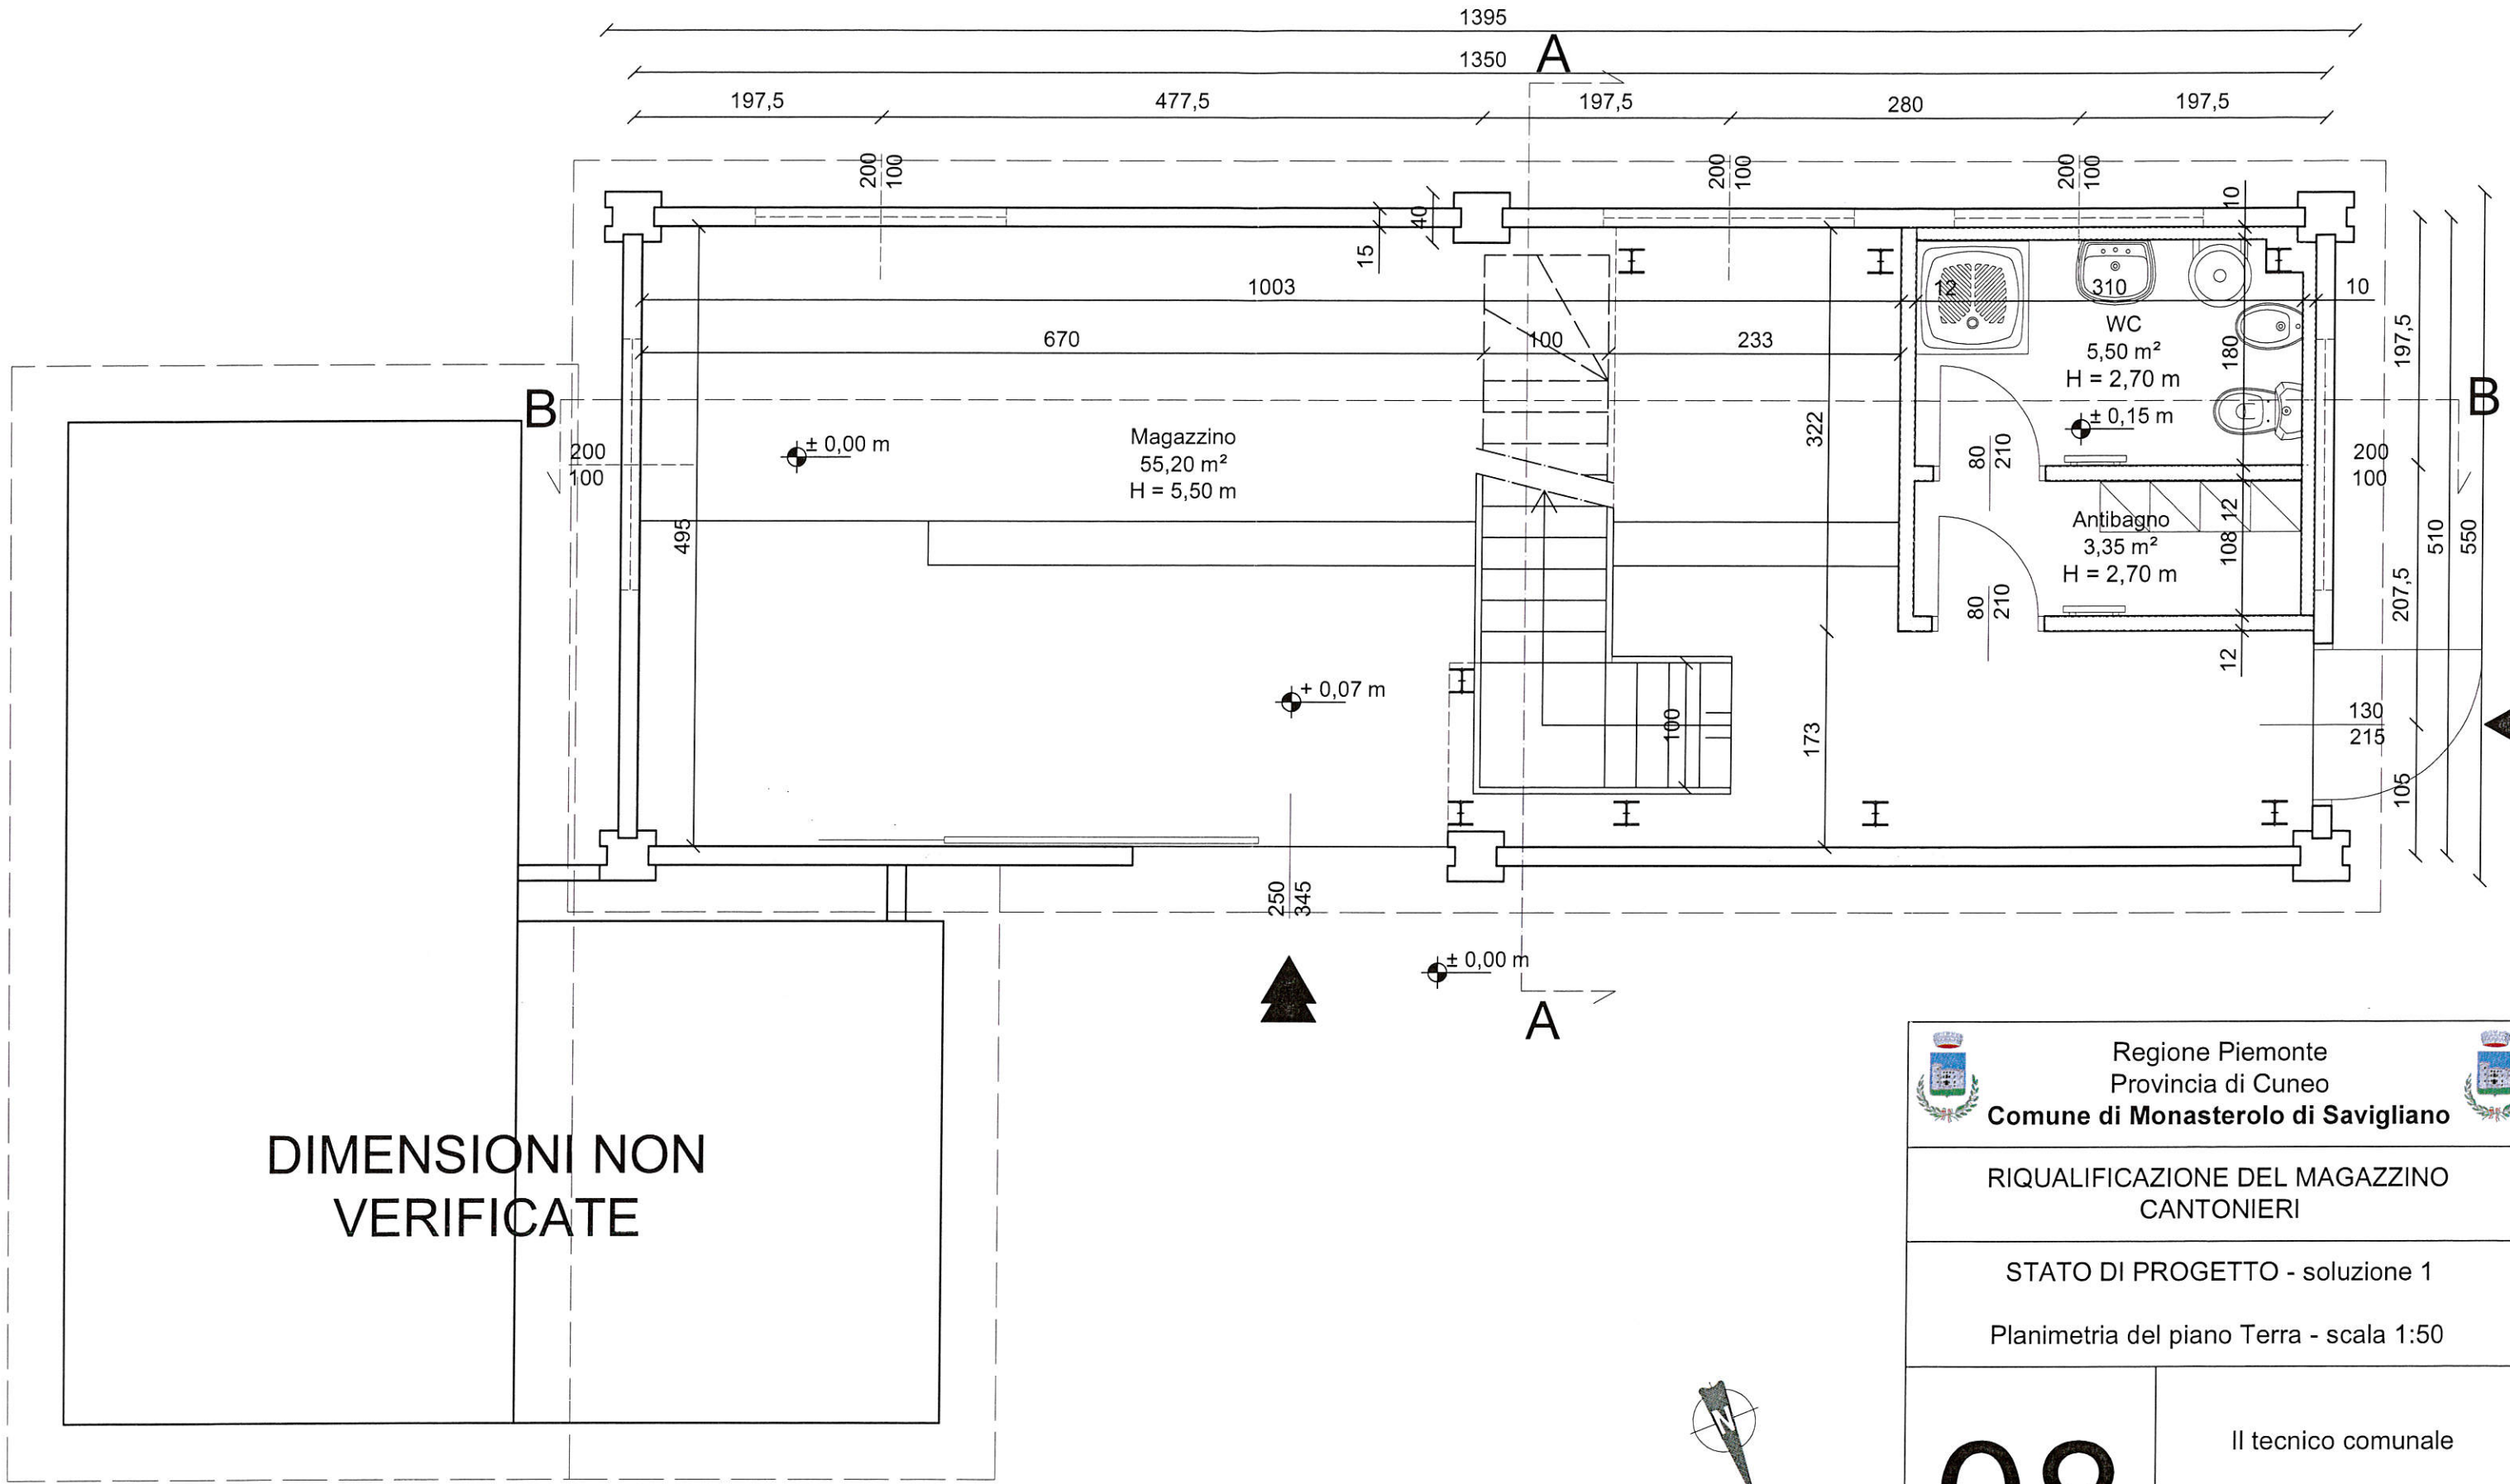 1395
A
1350
197,5
477,5
197,5
280
197,5
200
100
200
100
200
100
10
40
15
1003
12
310
10
670
100
233
WC
5,50 m²
H = 2,70 m
180
197,5
B
B
± 0,15 m
± 0,00 m
Magazzino
55,20 m²
H = 5,50 m
322
80
210
200
100
200
100
495
12
Antibagno
3,35 m²
H = 2,70 m
108
510
550
80
210
207,5
12
+ 0,07 m
100
173
130
215
105
250
345
± 0,00 m
A
DIMENSIONI NON
VERIFICATE
Regione Piemonte
Provincia di Cuneo
Comune di Monasterolo di Savigliano
RIQUALIFICAZIONE DEL MAGAZZINO
CANTONIERI
STATO DI PROGETTO - soluzione 1
Planimetria del piano Terra - scala 1:50
N
08
Il tecnico comunale